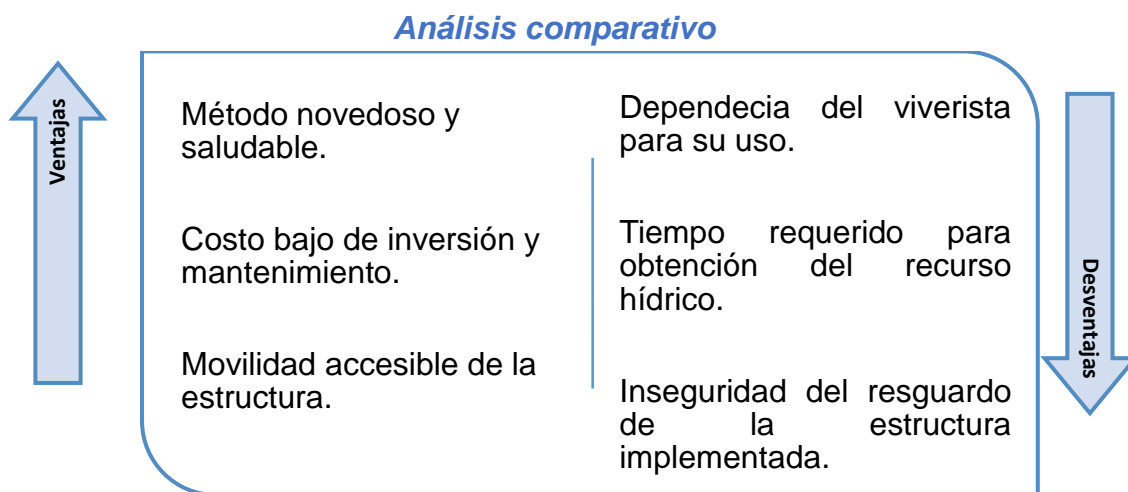 Análisis comparativo
Ventajas
Método novedoso y
saludable.
Costo bajo de inversión y
mantenimiento.
Movilidad accesible de la
estructura.
Dependecia del viverista
para su uso.
Tiempo requerido para
obtención del recurso
hídrico.
Inseguridad del resguardo
de la estructura
implementada.
Desventajas